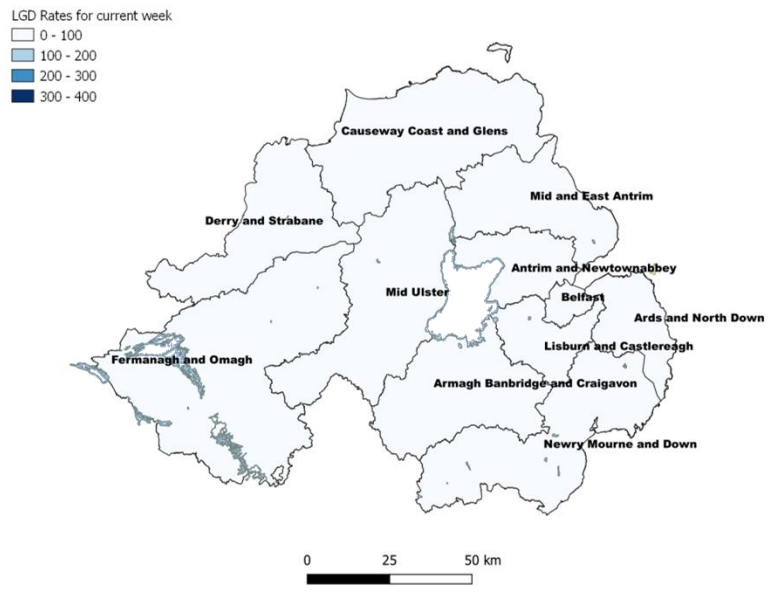 LGD Rates for current week
0 - 100
100 - 200
200 - 300
300 - 400
Causeway Coast and Glens
Mid and East Antrim
Derry and Strabane
Antrim and Newtownabbey
Mid Ulster
Belfast
Ards and North Down
Lisburn and Castlereagh
Fermanagh and Omagh
Armagh Banbridge and Craigavon
Newry Mourne and Down
0 25 50 km